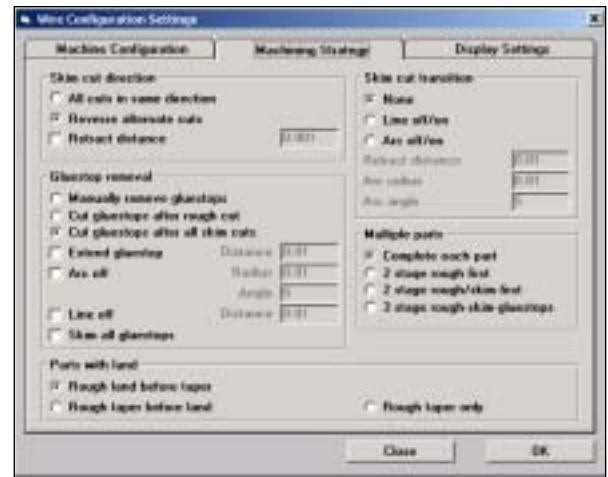 Wire Configuration Settings
Machine Configuration
Machining Strategy
Display Settings
Skim cut direction
All cuts in same direction
Reverse alternate cuts
Retract distance
0.001
Gluestop removal
Manually remove gluestops
Cut gluestops after rough cut
Cut gluestops after all skim cuts
Extend gluestop
Distance 0.01
Arc off
Radius 0.01
Angle
Line off
Distance 0.01
Skim all gluestops
Skim cut transition
None
Line off/on
Arc off/on
Retract distance 0.01
Arc radius 0.01
Arc angle
Multiple parts
Complete each part
2 stage rough first
2 stage rough/skim first
3 stage rough-skim-gluestops
Parts with land
Rough land before taper
Rough taper before land
Rough taper only
Close
OK